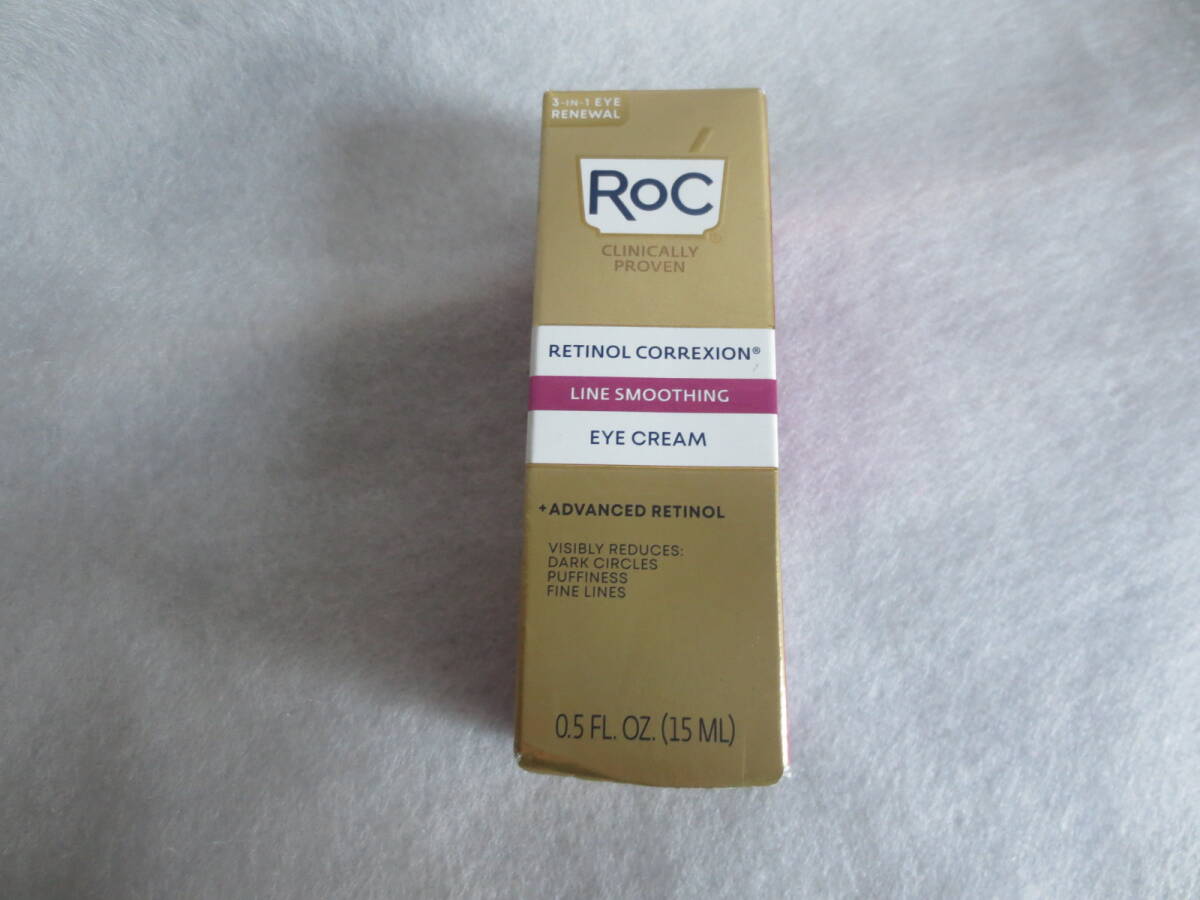 3-IN-1 EYE
RENEWAL
RoC
®
CLINICALLY
PROVEN
RETINOL CORREXION®
LINE SMOOTHING
EYE CREAM
+ADVANCED RETINOL
VISIBLY REDUCES:
DARK CIRCLES
PUFFINESS
FINE LINES
0.5 FL. OZ. (15 ML)